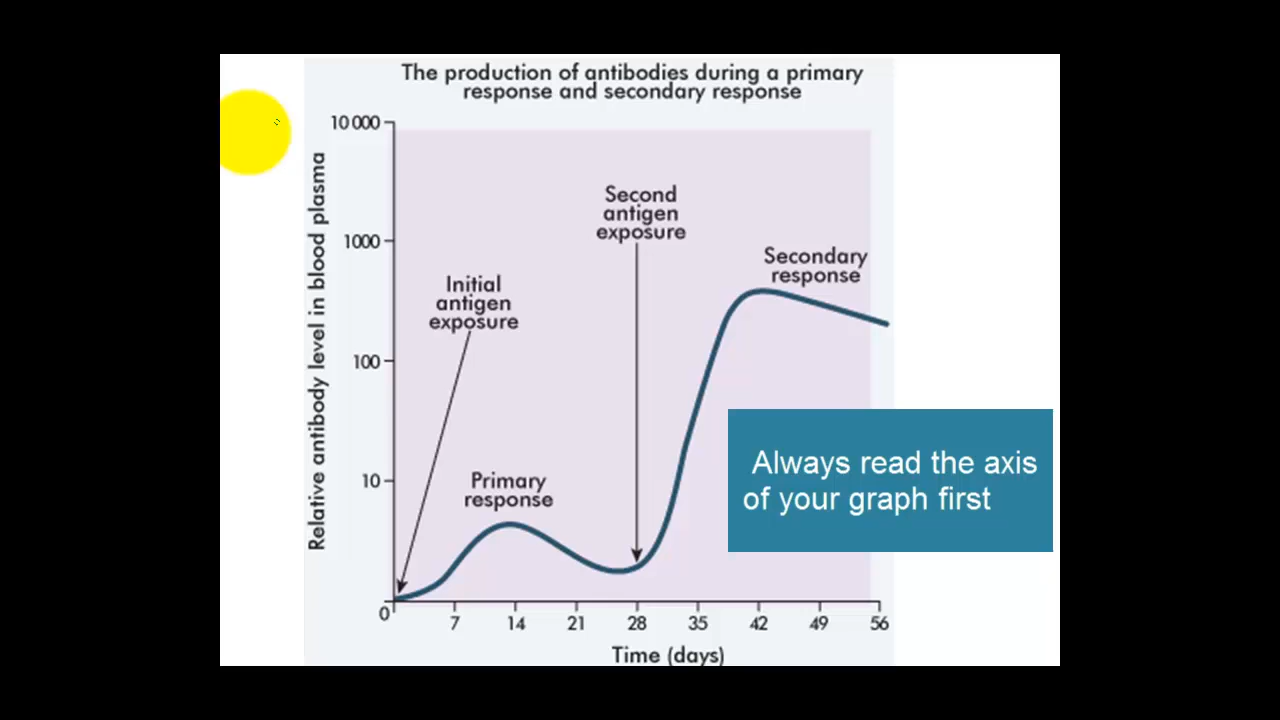 The production of antibodies during a primary
response and secondary response
Relative antibody level in blood plasma
10 000
1000
100
10
0
Initial
antigen
exposure
Primary
response
Second
antigen
exposure
Secondary
response
Always read the axis
of your graph first
7 14 21 28 35 42 49 56
Time (days)